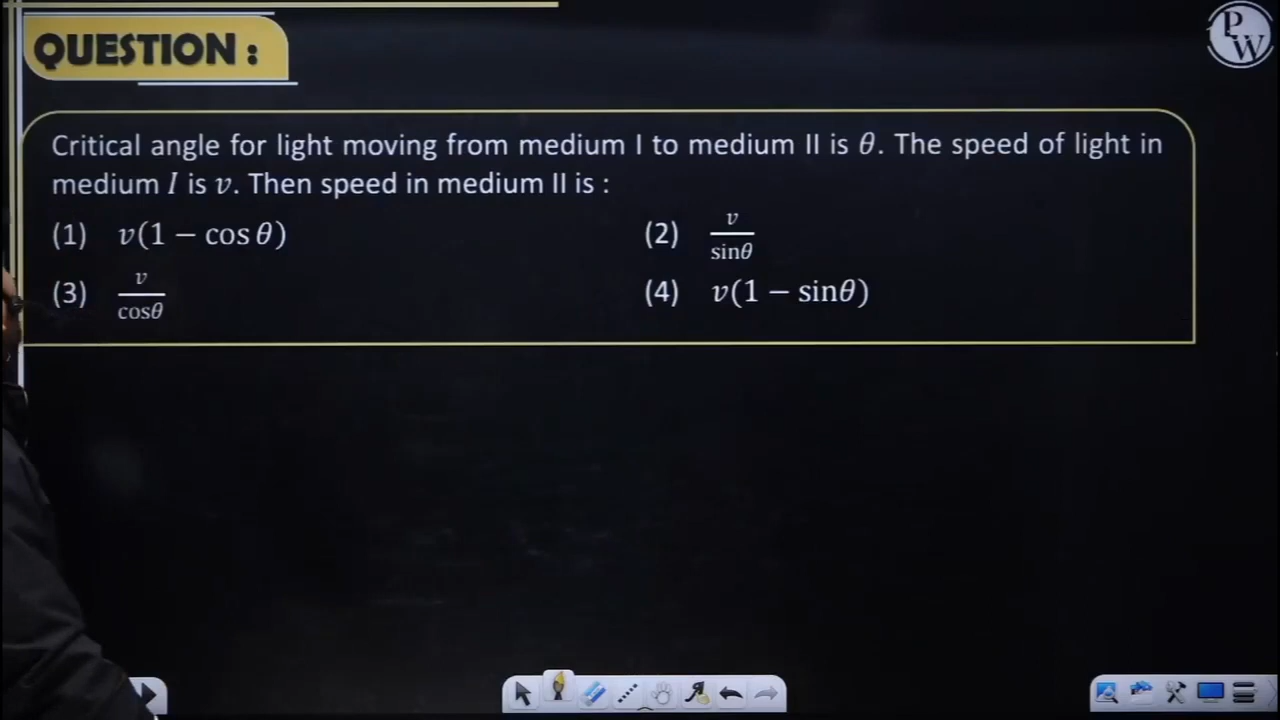 QUESTION :
PW
Critical angle for light moving from medium I to medium II is θ. The speed of light in
medium I is v. Then speed in medium II is :
(1) v(1 − cos θ)
(2) v/sinθ
(3) v/cosθ
(4) v(1 − sinθ)